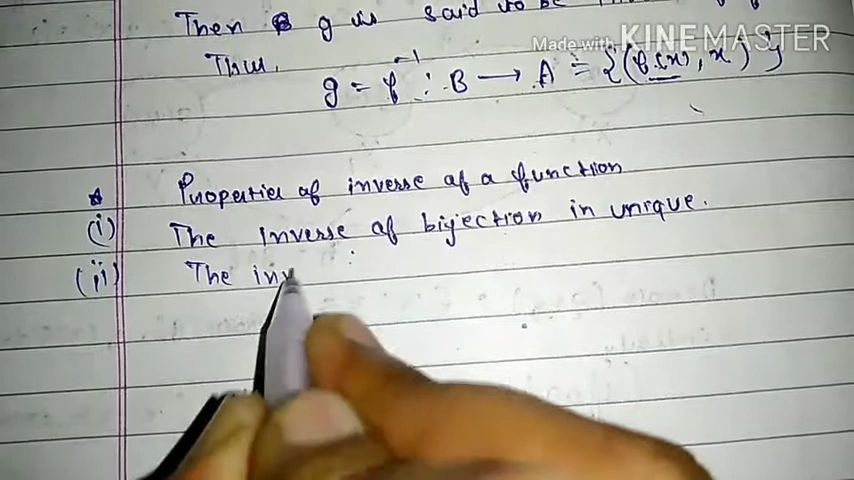 Then g is said to be
Made with KINEMASTER
Thus,
g = f⁻¹ : B → A = {(f(x), x)}
* Properties of inverse of a function
(i) The inverse of bijection is unique.
(ii) The inv